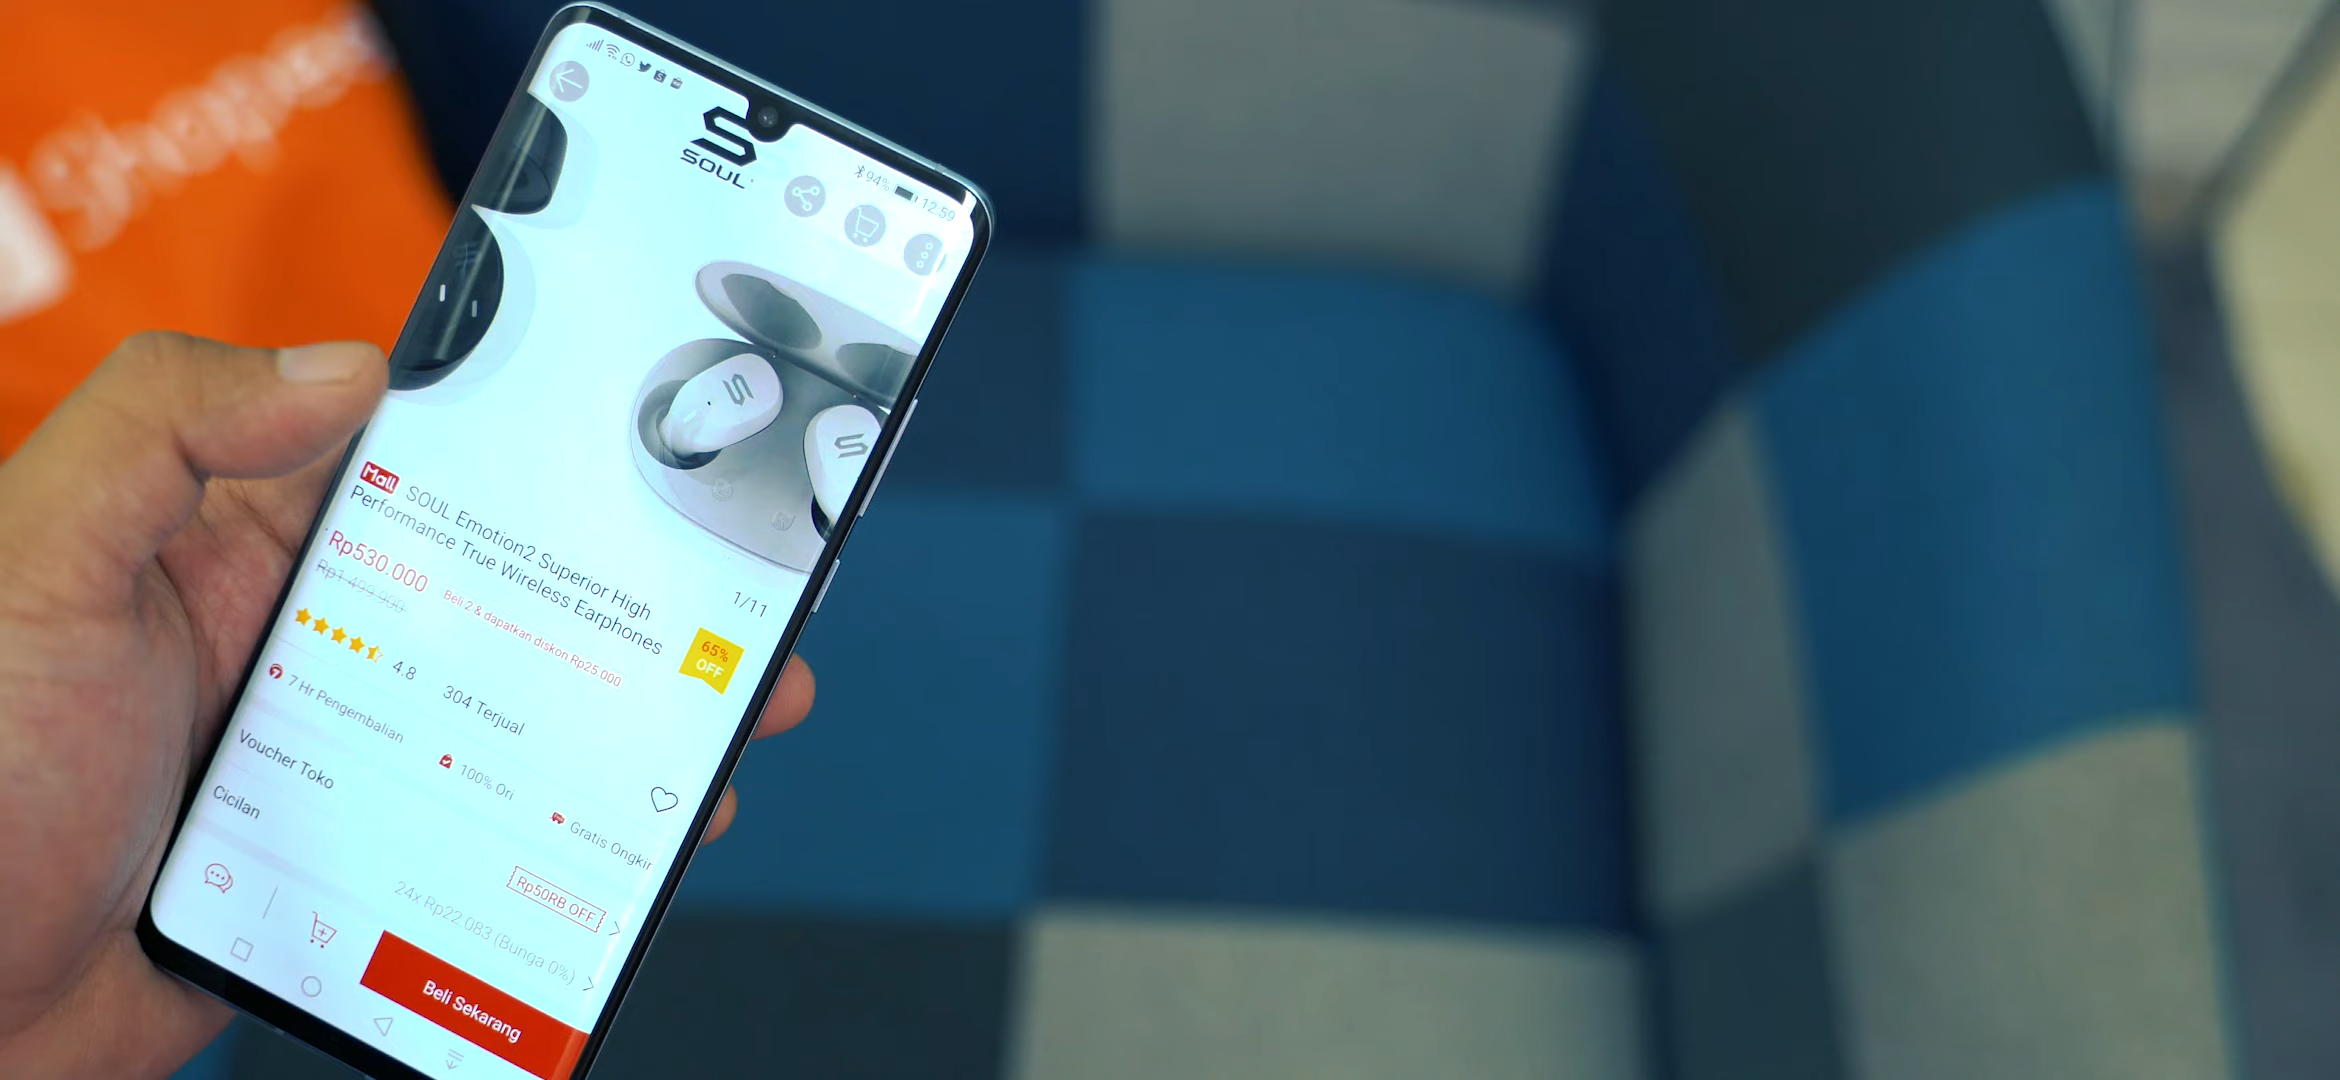 Shopee
94% 12:59
SOUL
Mall SOUL Emotion2 Superior High
Performance True Wireless Earphones
1/11
Rp530.000
Rp1.499.900
Beli 2 & dapatkan diskon Rp25.000
65%
OFF
4.8
304 Terjual
7 Hr Pengembalian
100% Ori
Gratis Ongkir
Voucher Toko
Rp50RB OFF
Cicilan
24x Rp22.083 (Bunga 0%)
Beli Sekarang